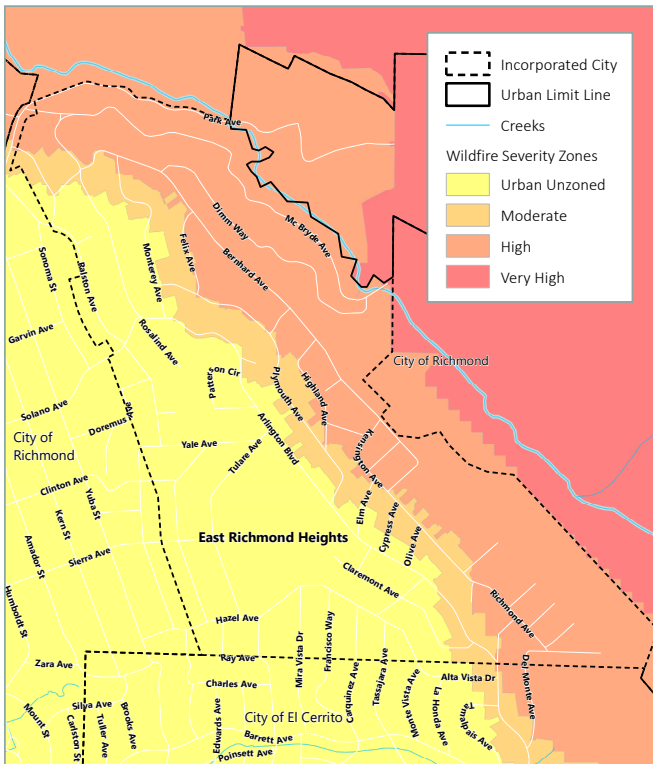 Incorporated City
Urban Limit Line
Creeks
Wildfire Severity Zones
Urban Unzoned
Moderate
High
Very High
Park Ave
Dimm Way
Mc Bryde Ave
Felix Ave
Bernhard Ave
Monterey Ave
Sonoma St
Ralston Ave
Garvin Ave
Rosalind Ave
City of Richmond
Patterson Cir
Plymouth Ave
Highland Ave
Solano Ave
Doremus Ave
City of
Richmond
Yale Ave
Tulare Ave
Arlington Blvd
Kensington Ave
Clinton Ave
Yuba St
Kern St
Elm Ave
Cypress Ave
Olive Ave
East Richmond Heights
Amador St
Sierra Ave
Claremont Ave
Humboldt St
Richmond Ave
Hazel Ave
Mira Vista Dr
Francisco Way
Ray Ave
Zara Ave
Charles Ave
Carquinez Ave
Tassajara Ave
Monta Vista Ave
Alta Vista Dr
La Honda Ave
Tamalpais Ave
Del Monte Ave
Mount St
Silva Ave
Carlston St
Tuller Ave
Brooks Ave
Edwards Ave
City of El Cerrito
Barrett Ave
Poinsett Ave